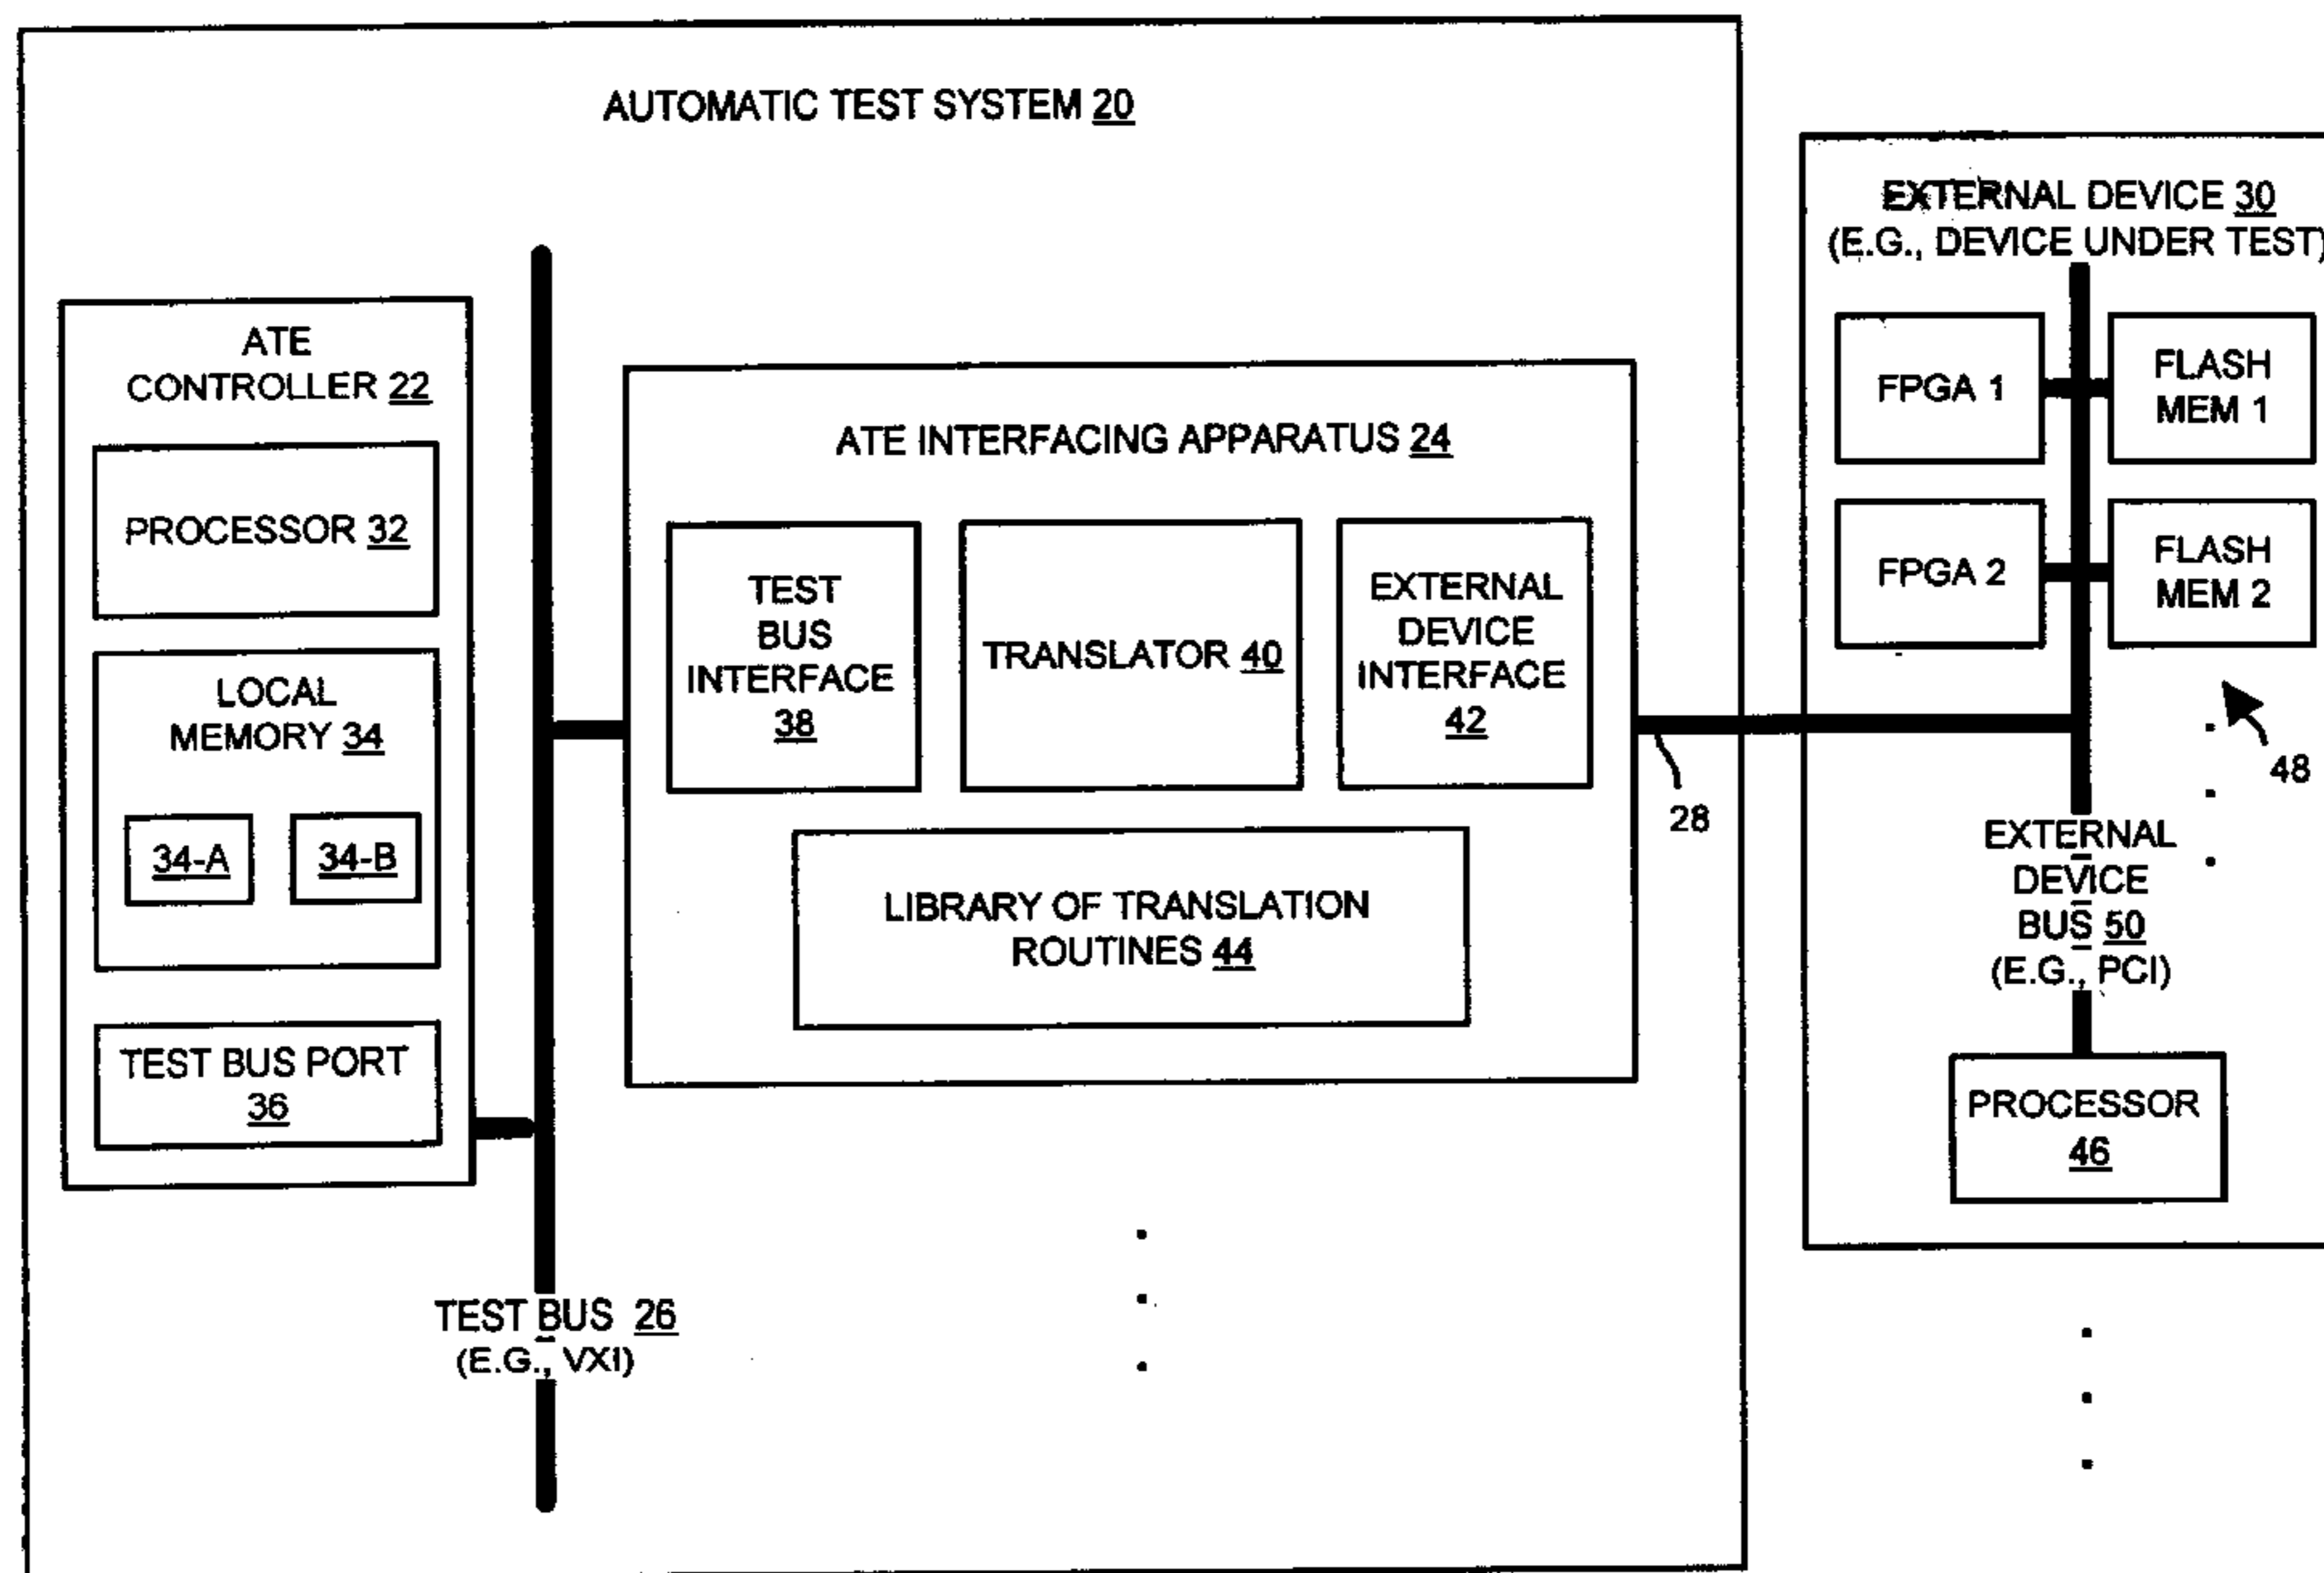 AUTOMATIC TEST SYSTEM 20
ATE
CONTROLLER 22
PROCESSOR 32
LOCAL
MEMORY 34
34-A
34-B
TEST BUS PORT
36
TEST BUS 26
(E.G., VXI)
ATE INTERFACING APPARATUS 24
TEST
BUS
INTERFACE
38
TRANSLATOR 40
EXTERNAL
DEVICE
INTERFACE
42
LIBRARY OF TRANSLATION
ROUTINES 44
28
EXTERNAL DEVICE 30
(E.G., DEVICE UNDER TEST)
FPGA 1
FLASH
MEM 1
FPGA 2
FLASH
MEM 2
48
EXTERNAL
DEVICE
BUS 50
(E.G., PCI)
PROCESSOR
46